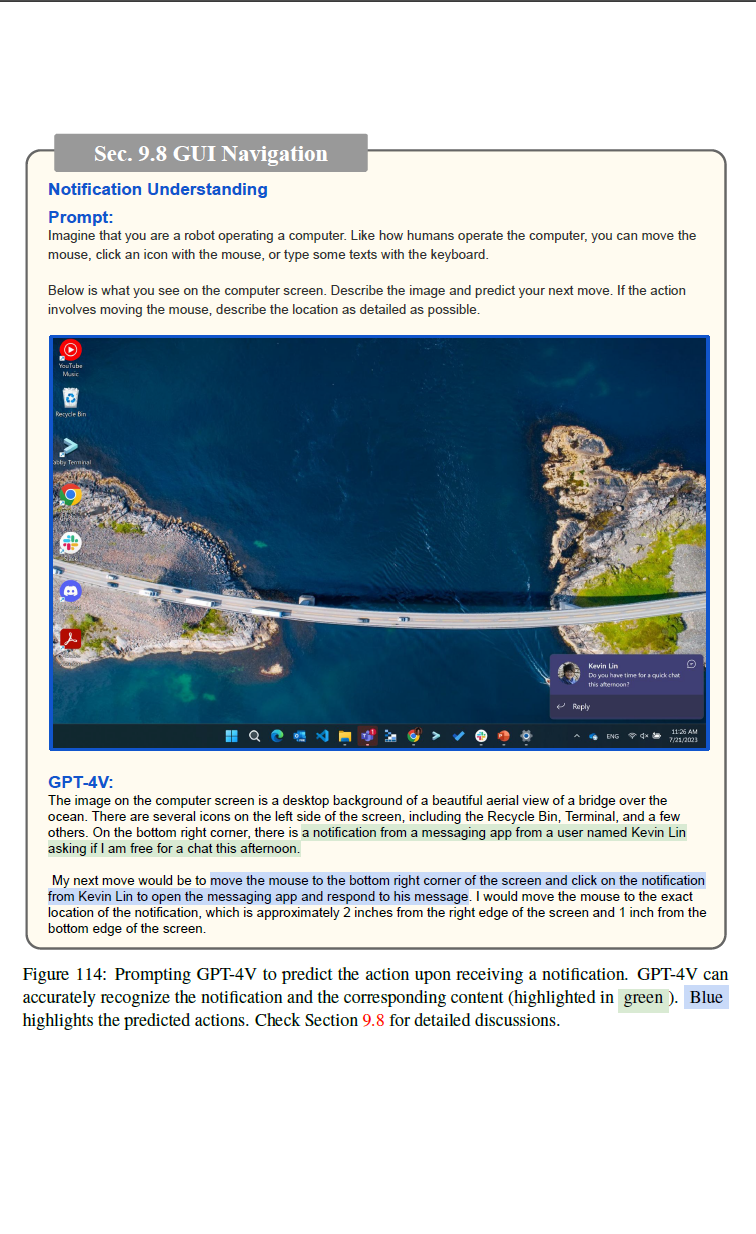 Sec. 9.8 GUI Navigation
Notification Understanding
Prompt:
Imagine that you are a robot operating a computer. Like how humans operate the computer, you can move the
mouse, click an icon with the mouse, or type some texts with the keyboard.
Below is what you see on the computer screen. Describe the image and predict your next move. If the action
involves moving the mouse, describe the location as detailed as possible.
YouTube
Music
Recycle Bin
abby Terminal
Kevin Lin
Do you have time for a quick chat
this afternoon?
Reply
ENG
11:26 AM
7/21/2023
GPT-4V:
The image on the computer screen is a desktop background of a beautiful aerial view of a bridge over the
ocean. There are several icons on the left side of the screen, including the Recycle Bin, Terminal, and a few
others. On the bottom right corner, there is a notification from a messaging app from a user named Kevin Lin
asking if I am free for a chat this afternoon.
My next move would be to move the mouse to the bottom right corner of the screen and click on the notification
from Kevin Lin to open the messaging app and respond to his message. I would move the mouse to the exact
location of the notification, which is approximately 2 inches from the right edge of the screen and 1 inch from the
bottom edge of the screen.
Figure 114: Prompting GPT-4V to predict the action upon receiving a notification. GPT-4V can
accurately recognize the notification and the corresponding content (highlighted in green ). Blue
highlights the predicted actions. Check Section 9.8 for detailed discussions.